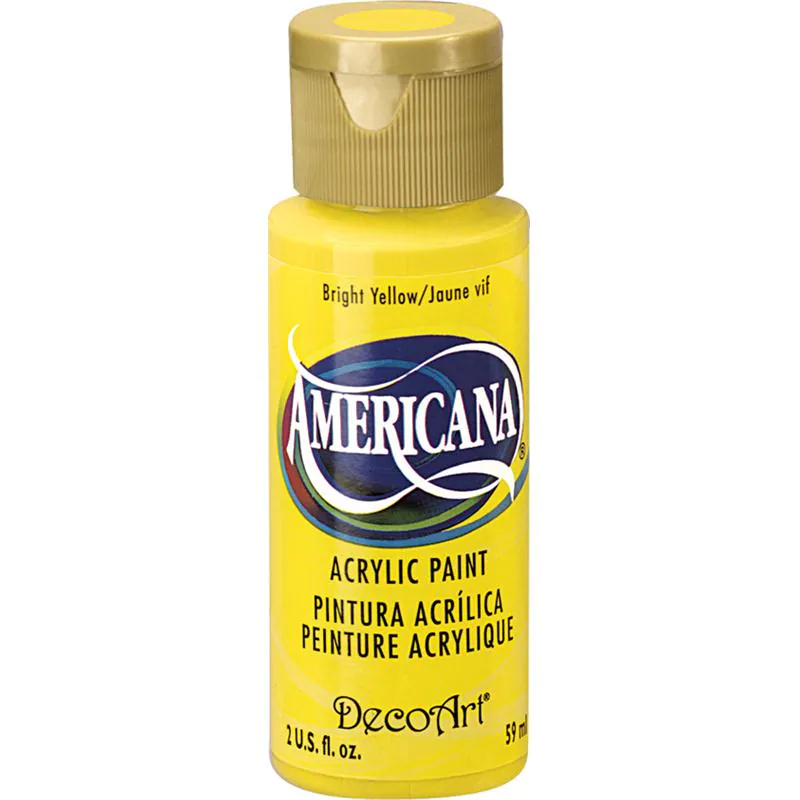 Bright Yellow/Jaune vif
AMERICANA®
ACRYLIC PAINT
PINTURA ACRÍLICA
PEINTURE ACRYLIQUE
DecoArt®
2 U.S. fl. oz. 59 ml